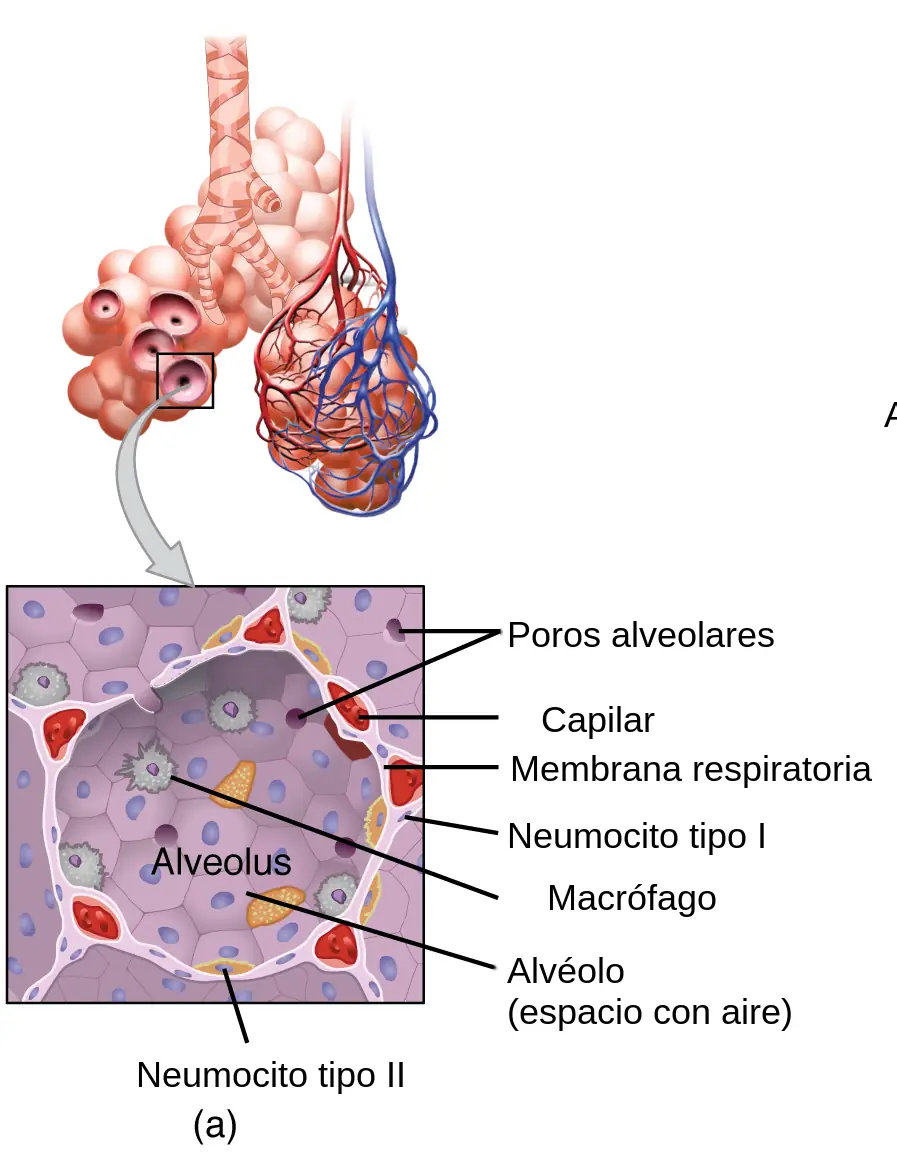 A
Poros alveolares
Capilar
Membrana respiratoria
Neumocito tipo I
Alveolus
Macrófago
Alvéolo
(espacio con aire)
Neumocito tipo II
(a)